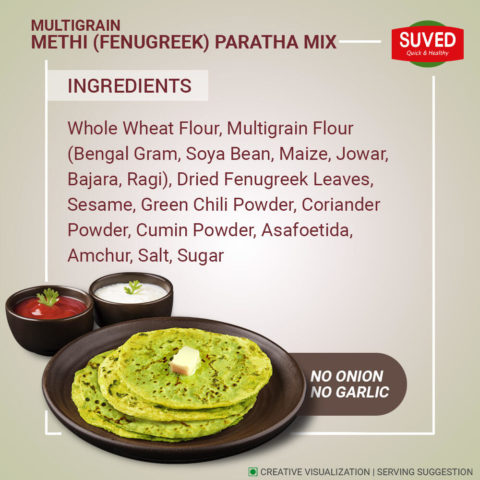 MULTIGRAIN
METHI (FENUGREEK) PARATHA MIX
SUVED
Quick & Healthy
INGREDIENTS
Whole Wheat Flour, Multigrain Flour
(Bengal Gram, Soya Bean, Maize, Jowar,
Bajara, Ragi), Dried Fenugreek Leaves,
Sesame, Green Chili Powder, Coriander
Powder, Cumin Powder, Asafoetida,
Amchur, Salt, Sugar
NO ONION
NO GARLIC
CREATIVE VISUALIZATION | SERVING SUGGESTION